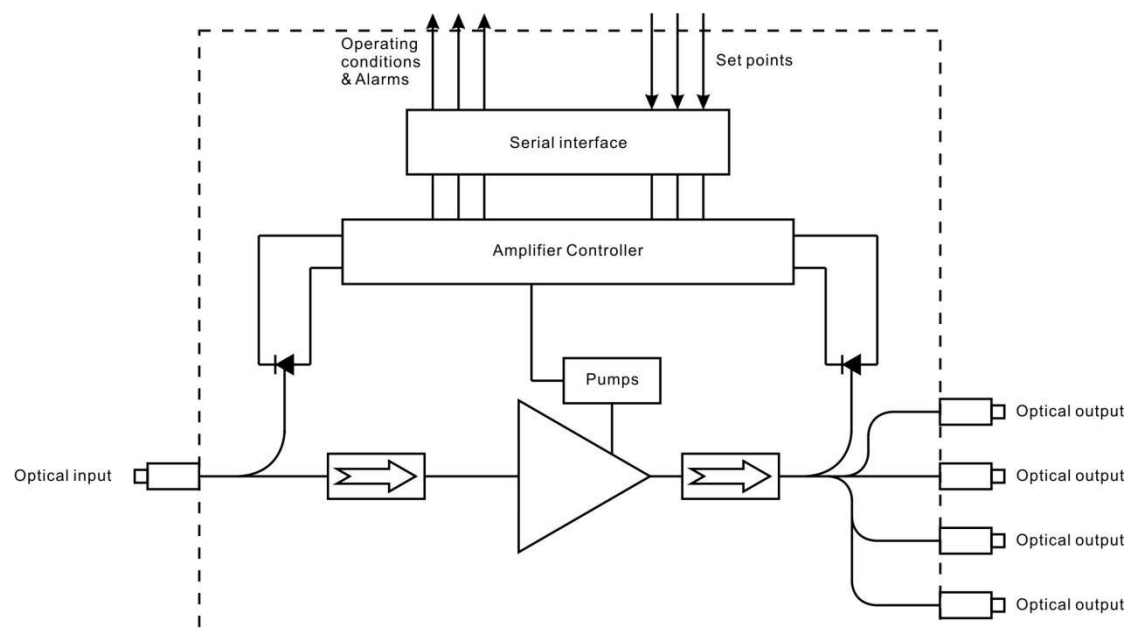 Operating
conditions
& Alarms
Set points
Serial interface
Amplifier Controller
Pumps
Optical input
Optical output
Optical output
Optical output
Optical output